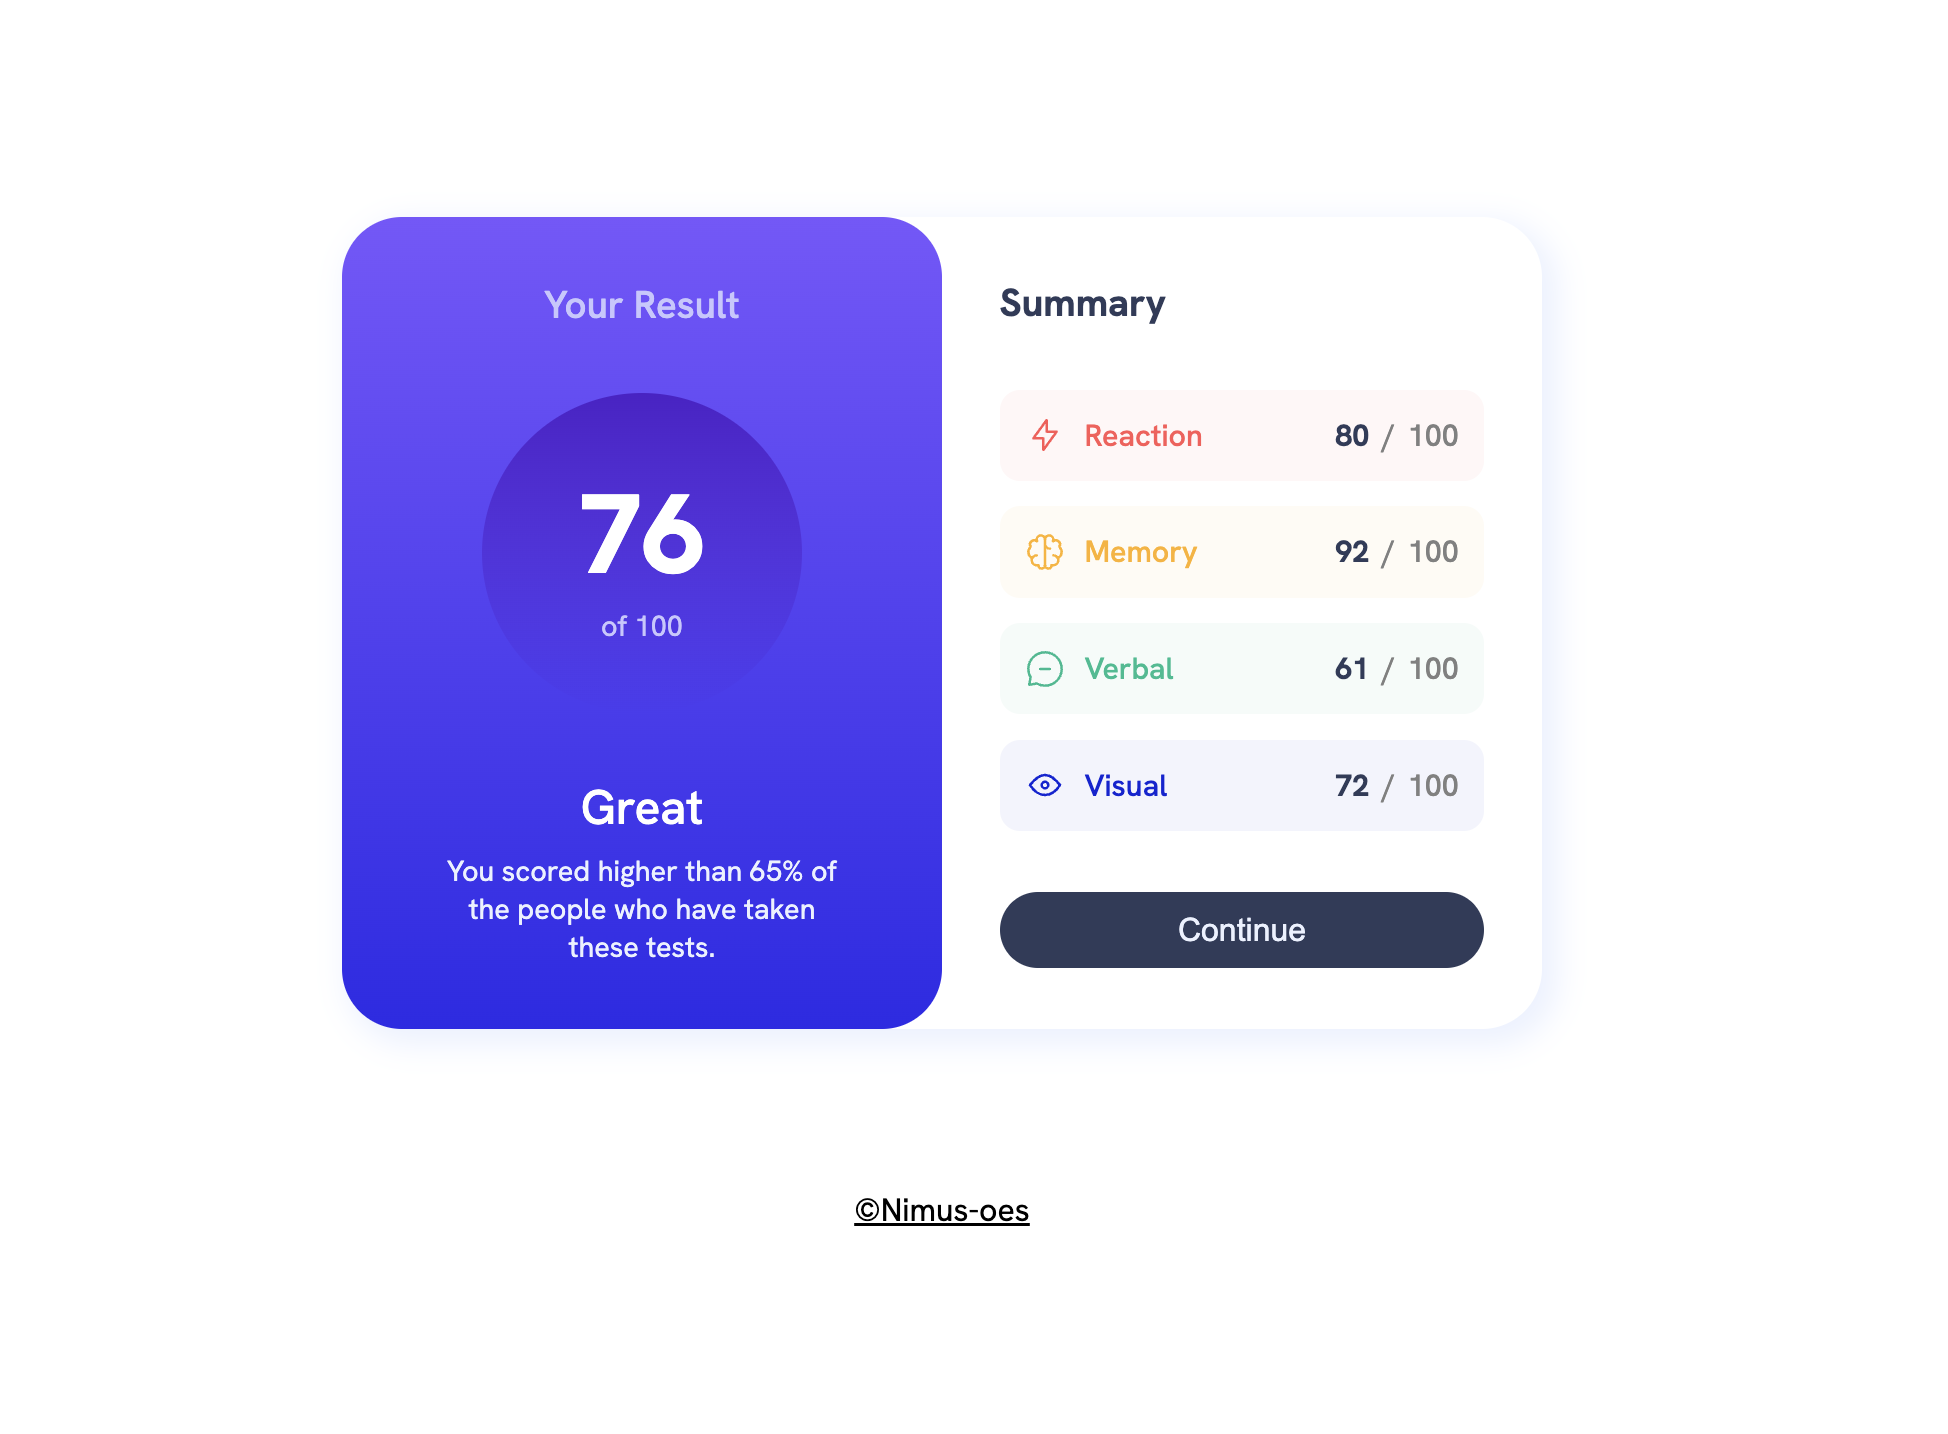 Your Result
76
of 100
Great
You scored higher than 65% of
the people who have taken
these tests.
Summary
Reaction 80 / 100
Memory 92 / 100
Verbal 61 / 100
Visual 72 / 100
Continue
©Nimus-oes